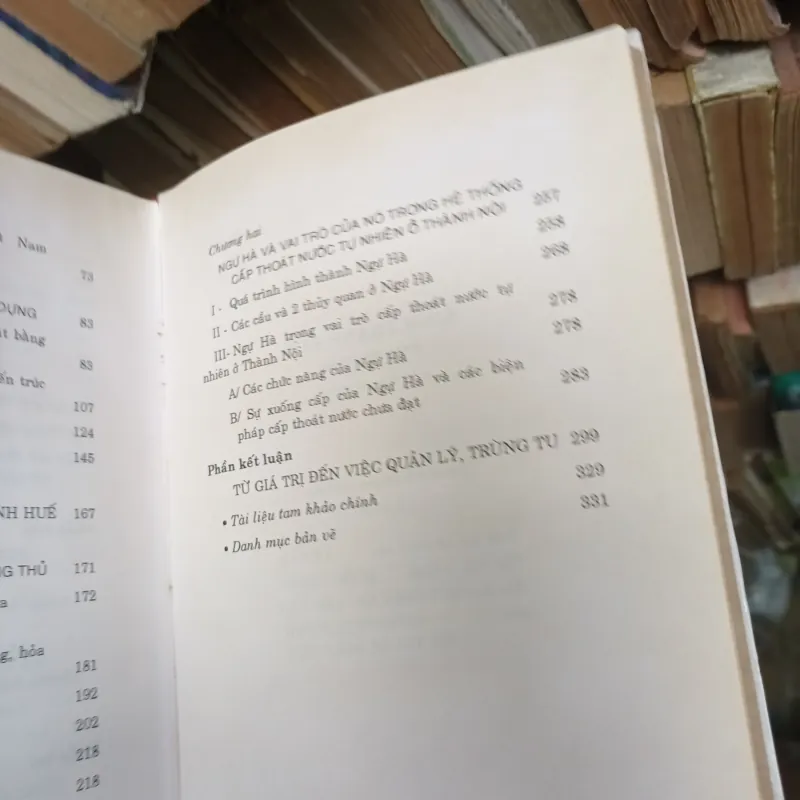 Nam
73
DỰNG 83
bằng
83
trúc
107
124
145
HUẾ 167
THỦ 171
172
hỏa
181
192
202
218
218
Chương hai
NGỰ HÀ VÀ VAI TRÒ CỦA NÓ TRONG HỆ THỐNG
CẤP THOÁT NƯỚC TỰ NHIÊN Ở THÀNH NỘI 257
I - Quá trình hình thành Ngự Hà 258
II - Các cầu và 2 thủy quan ở Ngự Hà 268
III- Ngự Hà trong vai trò cấp thoát nước tự
nhiên ở Thành Nội 278
A/ Các chức năng của Ngự Hà 278
B/ Sự xuống cấp của Ngự Hà và các biện
pháp cấp thoát nước chưa đạt 283
Phần kết luận
TỪ GIÁ TRỊ ĐẾN VIỆC QUẢN LÝ, TRÙNG TU 299
• Tài liệu tam khảo chính 329
• Danh mục bản vẽ 331